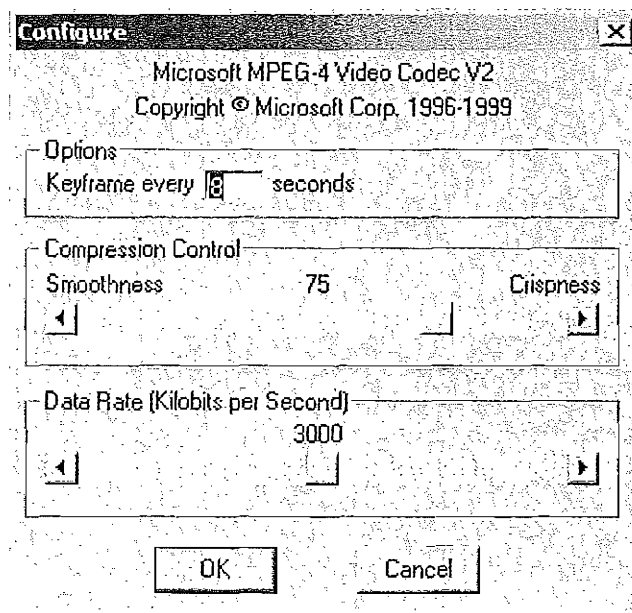 Configure
Microsoft MPEG-4 Video Codec V2
Copyright © Microsoft Corp. 1996-1999
Options
Keyframe every 8 seconds
Compression Control
Smoothness 75 Crispness
Data Rate (Kilobits per Second)
3000
OK Cancel